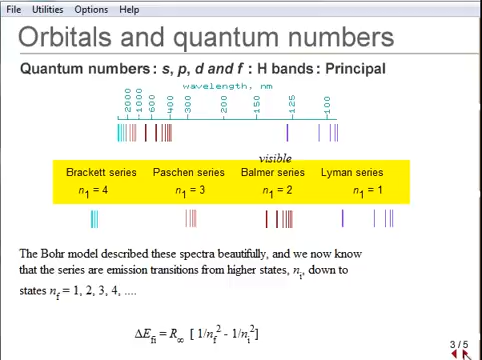 File Utilities Options Help
Orbitals and quantum numbers
Quantum numbers: s, p, d and f : H bands: Principal
wavelength, nm
2000 1000 600 400 300 200 150 125 100
visible
Brackett series Paschen series Balmer series Lyman series
n1 = 4 n1 = 3 n1 = 2 n1 = 1
The Bohr model described these spectra beautifully, and we now know
that the series are emission transitions from higher states, ni, down to
states nf = 1, 2, 3, 4, ....
ΔEfi = R∞ [ 1/nf² - 1/ni²]
3 / 5